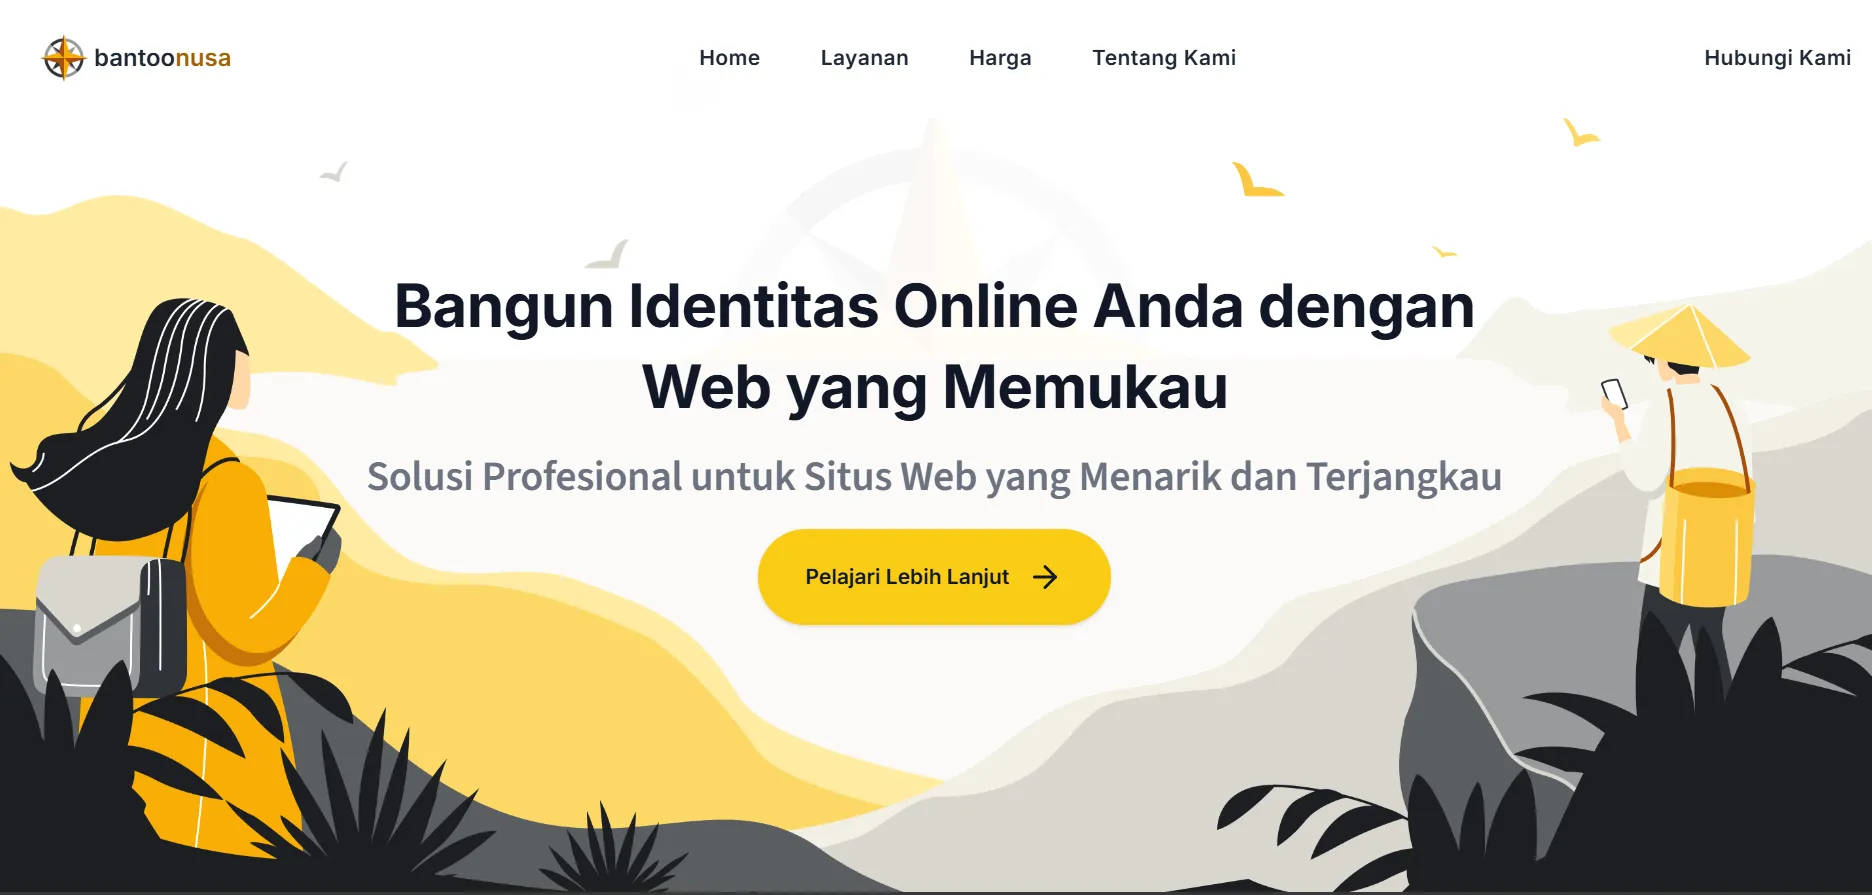 bantoonusa
Home
Layanan
Harga
Tentang Kami
Hubungi Kami
Bangun Identitas Online Anda dengan
Web yang Memukau
Solusi Profesional untuk Situs Web yang Menarik dan Terjangkau
Pelajari Lebih Lanjut